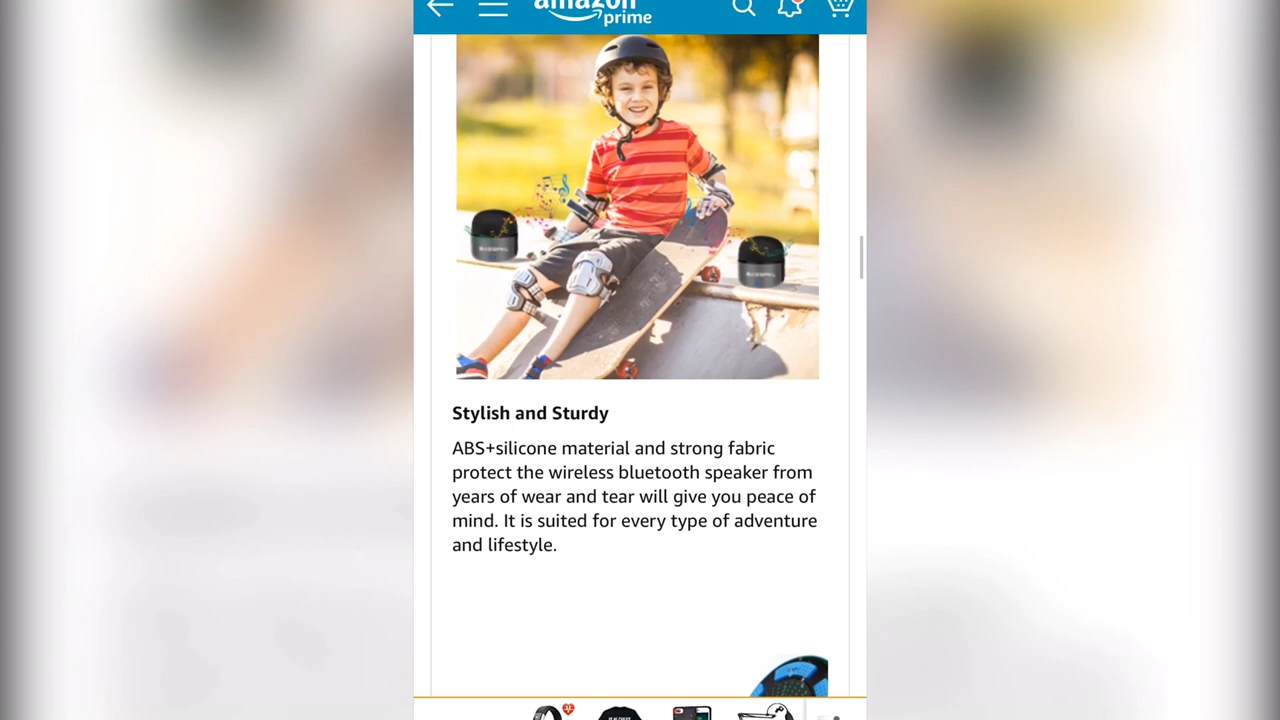 amazon
prime
Stylish and Sturdy
ABS+silicone material and strong fabric
protect the wireless bluetooth speaker from
years of wear and tear will give you peace of
mind. It is suited for every type of adventure
and lifestyle.